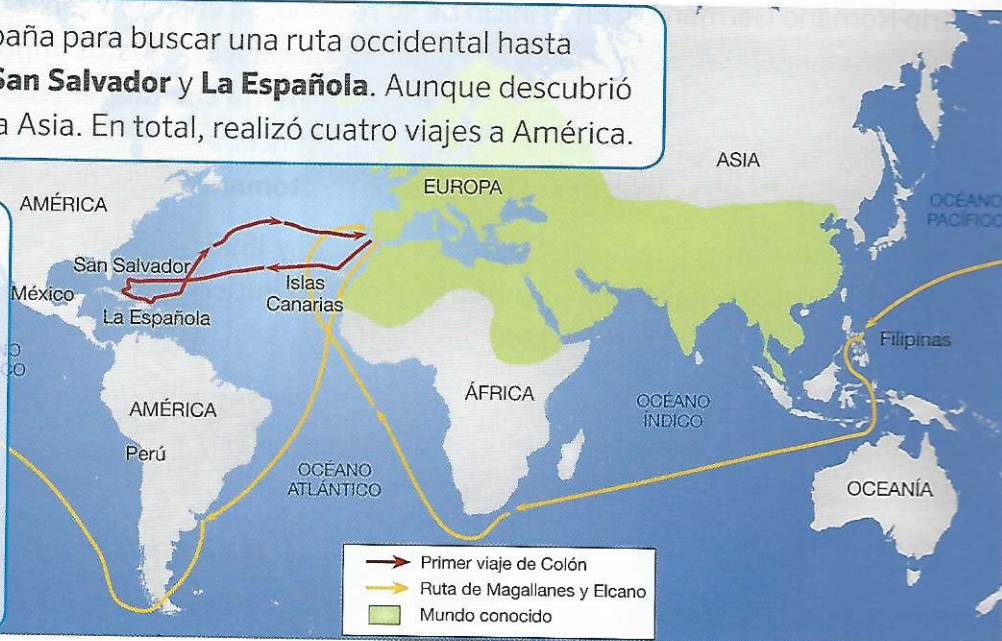 paña para buscar una ruta occidental hasta
San Salvador y La Española. Aunque descubrió
a Asia. En total, realizó cuatro viajes a América.
ASIA
EUROPA
AMÉRICA
OCÉANO
PACÍFICO
San Salvador
Islas
Canarias
México
La Española
Filipinas
O
CO
ÁFRICA
AMÉRICA
OCÉANO
ÍNDICO
Perú
OCÉANO
ATLÁNTICO
OCEANÍA
Primer viaje de Colón
Ruta de Magallanes y Elcano
Mundo conocido